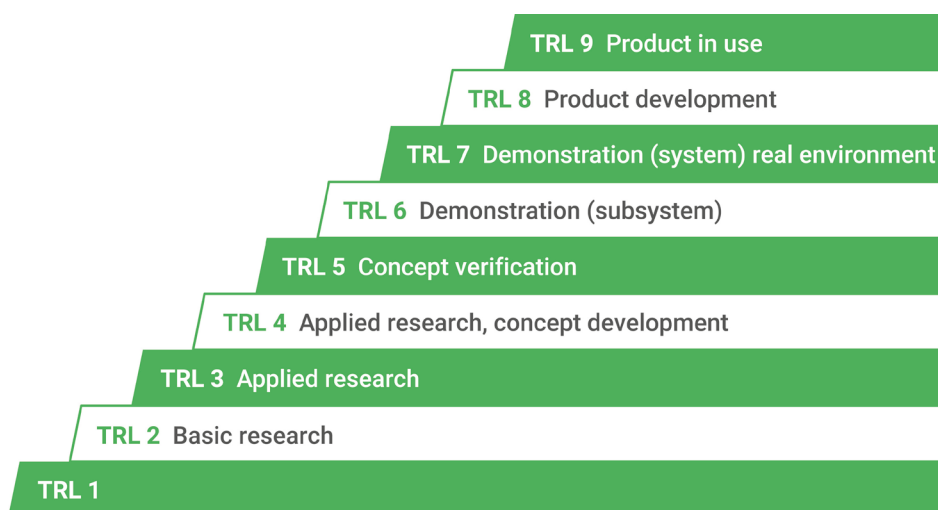 TRL 9 Product in use
TRL 8 Product development
TRL 7 Demonstration (system) real environment
TRL 6 Demonstration (subsystem)
TRL 5 Concept verification
TRL 4 Applied research, concept development
TRL 3 Applied research
TRL 2 Basic research
TRL 1